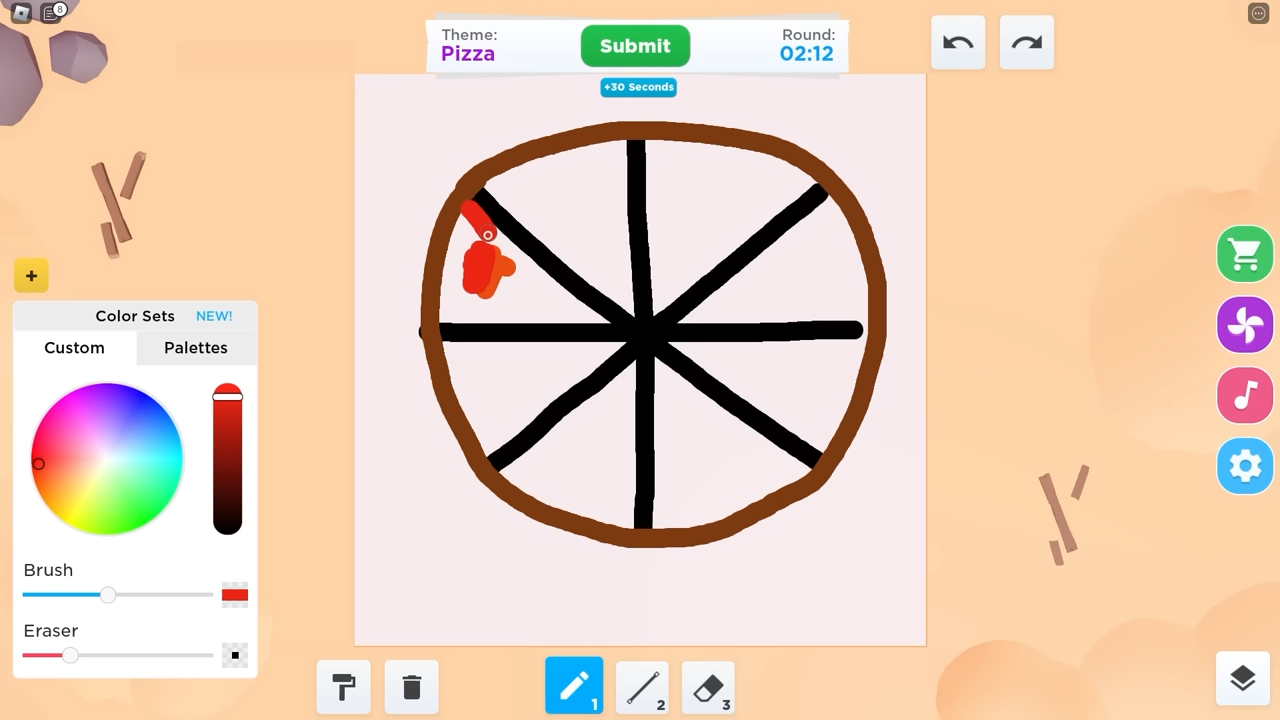 8
Theme:
Pizza
Submit
Round:
02:12
+30 Seconds
+
Color Sets NEW!
Custom
Palettes
Brush
Eraser
1
2
3